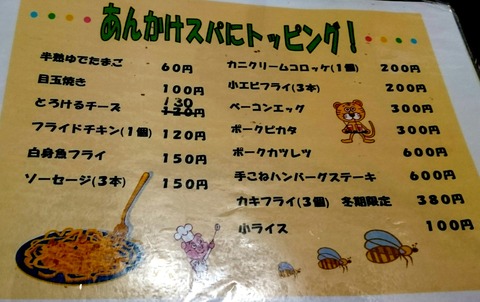 あんかけスパにトッピング!
半熟ゆでたまご 60円
目玉焼き 100円
とろけるチーズ 130 120円
フライドチキン(1個) 120円
白身魚フライ 150円
ソーセージ(3本) 150円
カニクリームコロッケ(1個) 200円
小エビフライ(3本) 200円
ベーコンエッグ 300円
ポークピカタ 300円
ポークカツレツ 600円
手こねハンバーグステーキ 600円
カキフライ(3個) 冬期限定 380円
小ライス 100円